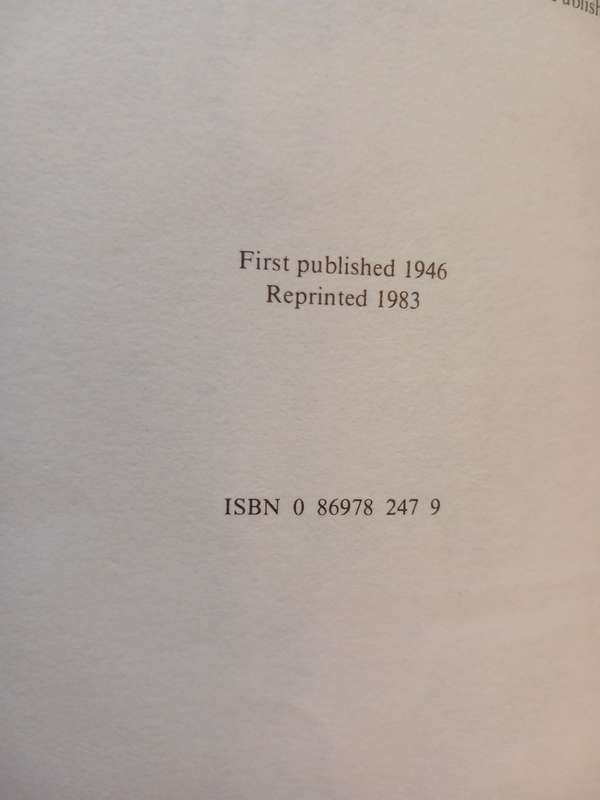 First published 1946
Reprinted 1983
ISBN 0 86978 247 9